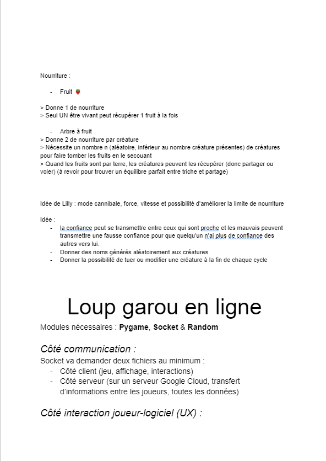 Nourriture :
- Fruit 🍓
> Donne 1 de nourriture
> Seul UN être vivant peut récupérer 1 fruit à la fois
- Arbre à fruit
> Donne 2 de nourriture par créature
> Nécessite un nombre n (aléatoire, inférieur au nombre créature présentes) de créatures
pour faire tomber les fruits en le secouant
> Quand les fruits sont par terre, les créatures peuvent les récupérer (donc partager ou
voler) (à revoir pour trouver un équilibre parfait entre triche et partage)
Idée de Lilly : mode cannibale, force, vitesse et possibilité d'améliorer la limite de nourriture
Idée :
- la confiance peut se transmettre entre ceux qui sont proche et les mauvais peuvent
transmettre une fausse confiance pour que quelqu'un n'ai plus de confiance des
autres vers lui.
- Donner des noms générés aléatoirement aux créatures
- Donner la possibilité de tuer ou modifier une créature à la fin de chaque cycle
Loup garou en ligne
Modules nécessaires : Pygame, Socket & Random
Côté communication :
Socket va demander deux fichiers au minimum :
- Côté client (jeu, affichage, interactions)
- Côté serveur (sur un serveur Google Cloud, transfert
d'informations entre les joueurs, toutes les données)
Côté interaction joueur-logiciel (UX) :